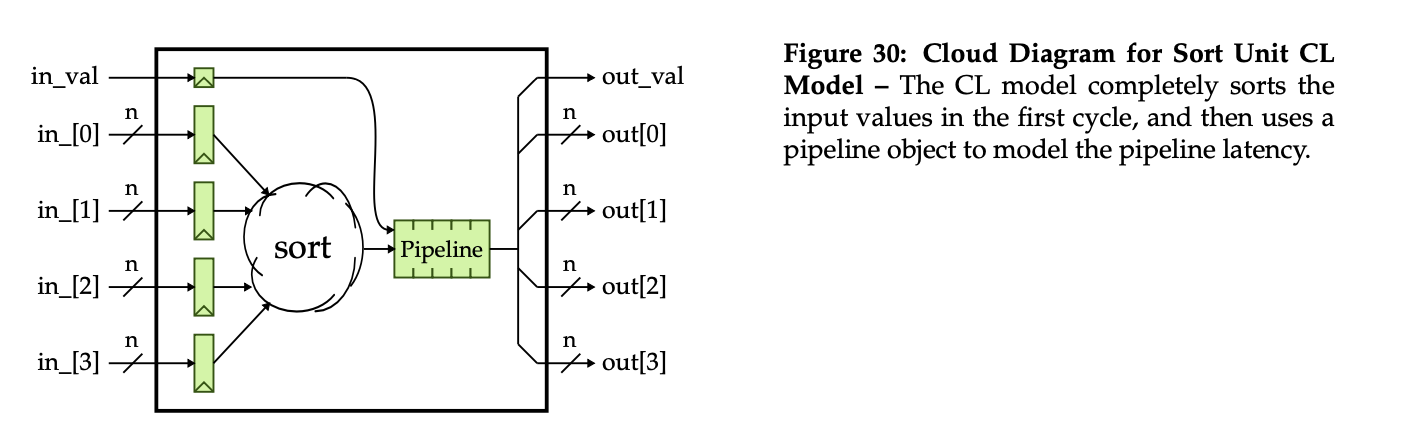 in_val
n
in_[0]
n
in_[1]
n
in_[2]
n
in_[3]
sort
Pipeline
out_val
n
out[0]
n
out[1]
n
out[2]
n
out[3]
Figure 30: Cloud Diagram for Sort Unit CL
Model – The CL model completely sorts the
input values in the first cycle, and then uses a
pipeline object to model the pipeline latency.